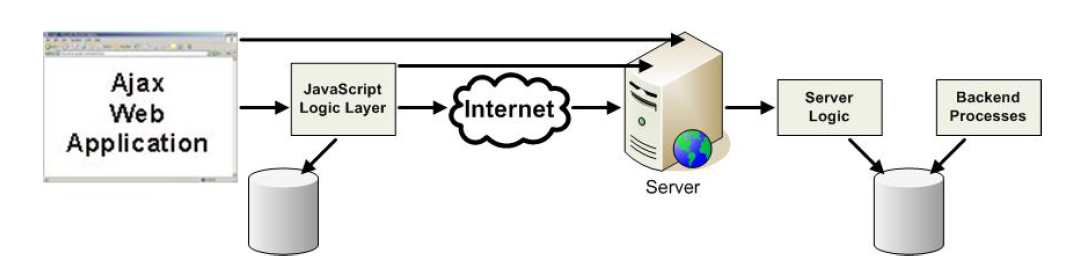 Ajax
Web
Application
JavaScript
Logic Layer
Internet
Server
Server
Logic
Backend
Processes